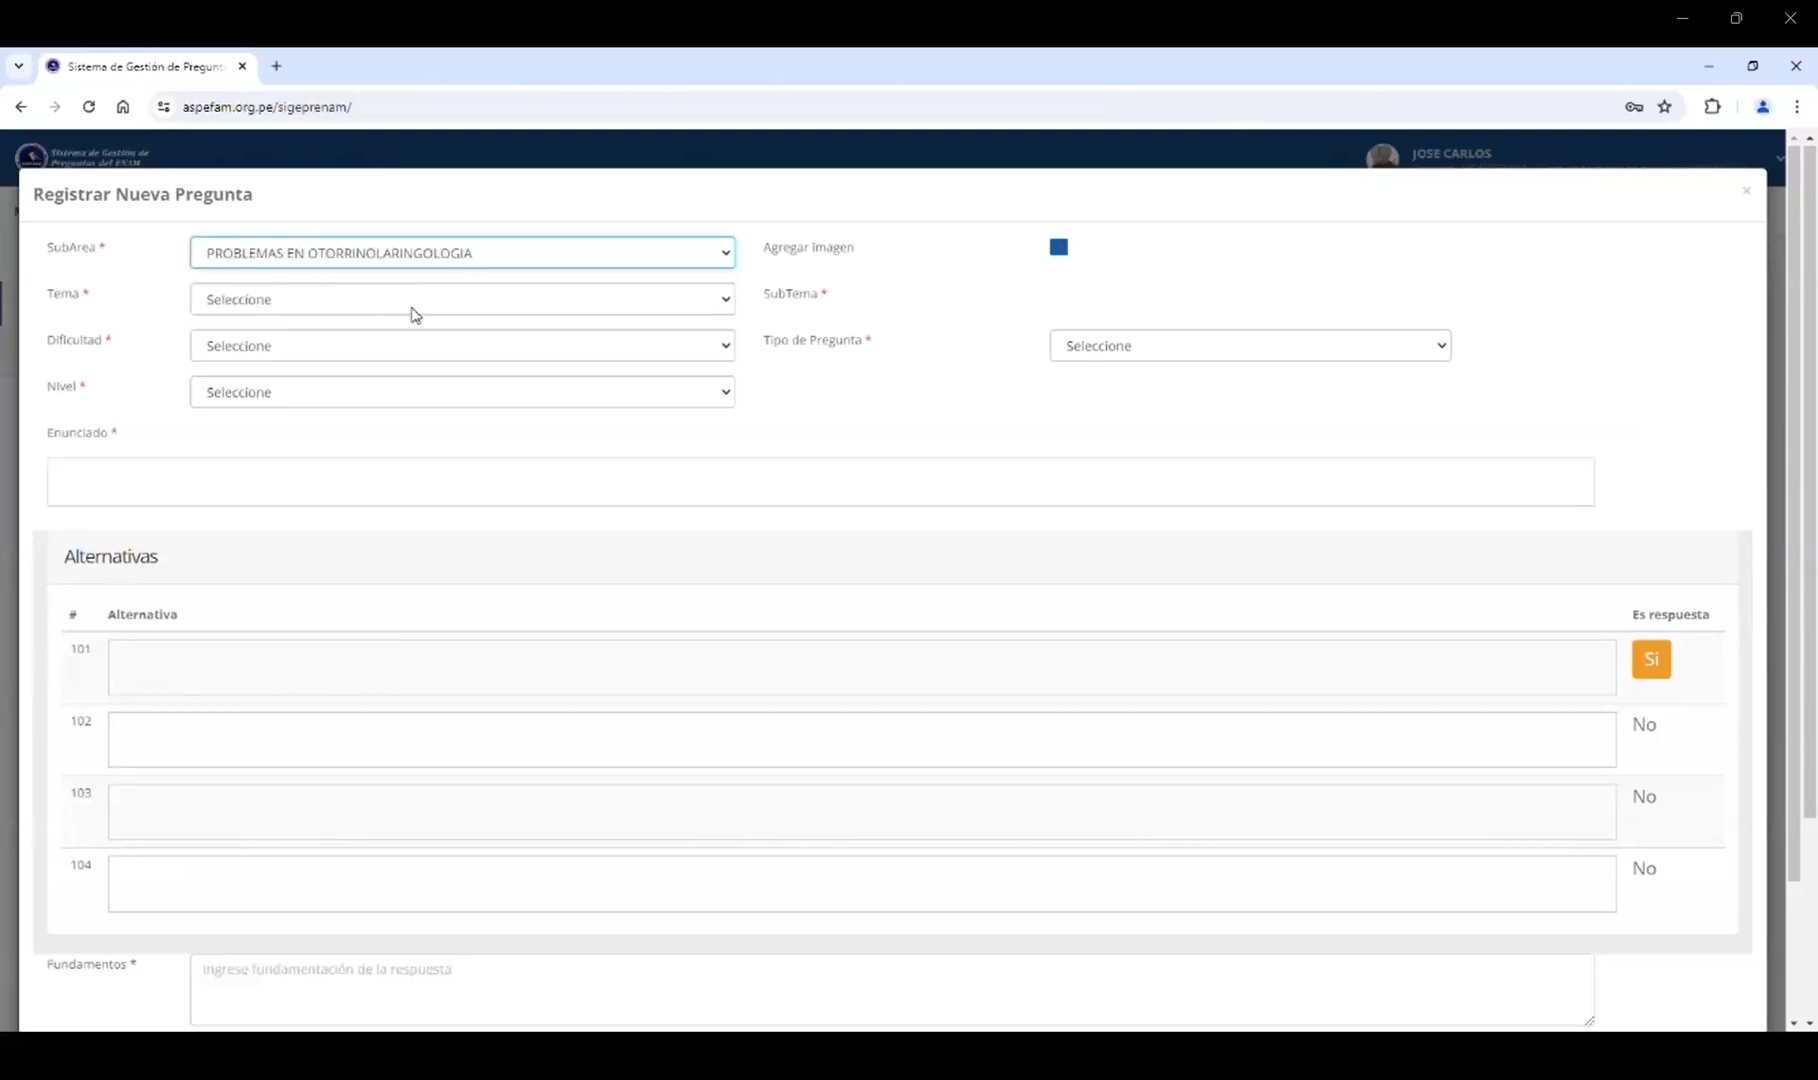 Sistema de Gestión de Pregunt
aspefam.org.pe/sigeprenam/
Sistema de Gestión de
Preguntas del ENAM
JOSE CARLOS
Registrar Nueva Pregunta
SubArea *
PROBLEMAS EN OTORRINOLARINGOLOGIA
Agregar Imagen
Tema *
Seleccione
SubTema *
Dificultad *
Seleccione
Tipo de Pregunta *
Seleccione
Nivel *
Seleccione
Enunciado *
Alternativas
# Alternativa Es respuesta
101 Si
102 No
103 No
104 No
Fundamentos *
Ingrese fundamentación de la respuesta